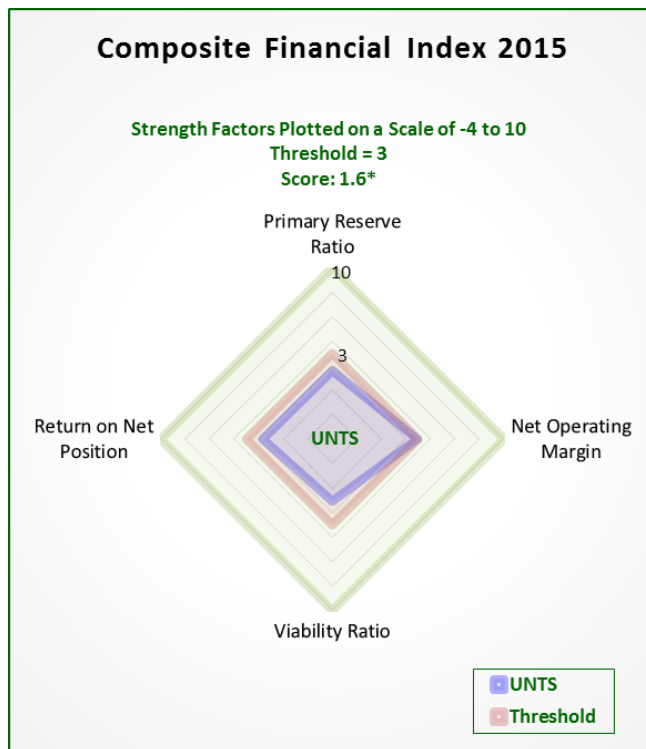 Composite Financial Index 2015
Strength Factors Plotted on a Scale of -4 to 10
Threshold = 3
Score: 1.6*
Primary Reserve
Ratio
10
3
Return on Net
Position
UNTS
Net Operating
Margin
Viability Ratio
UNTS
Threshold